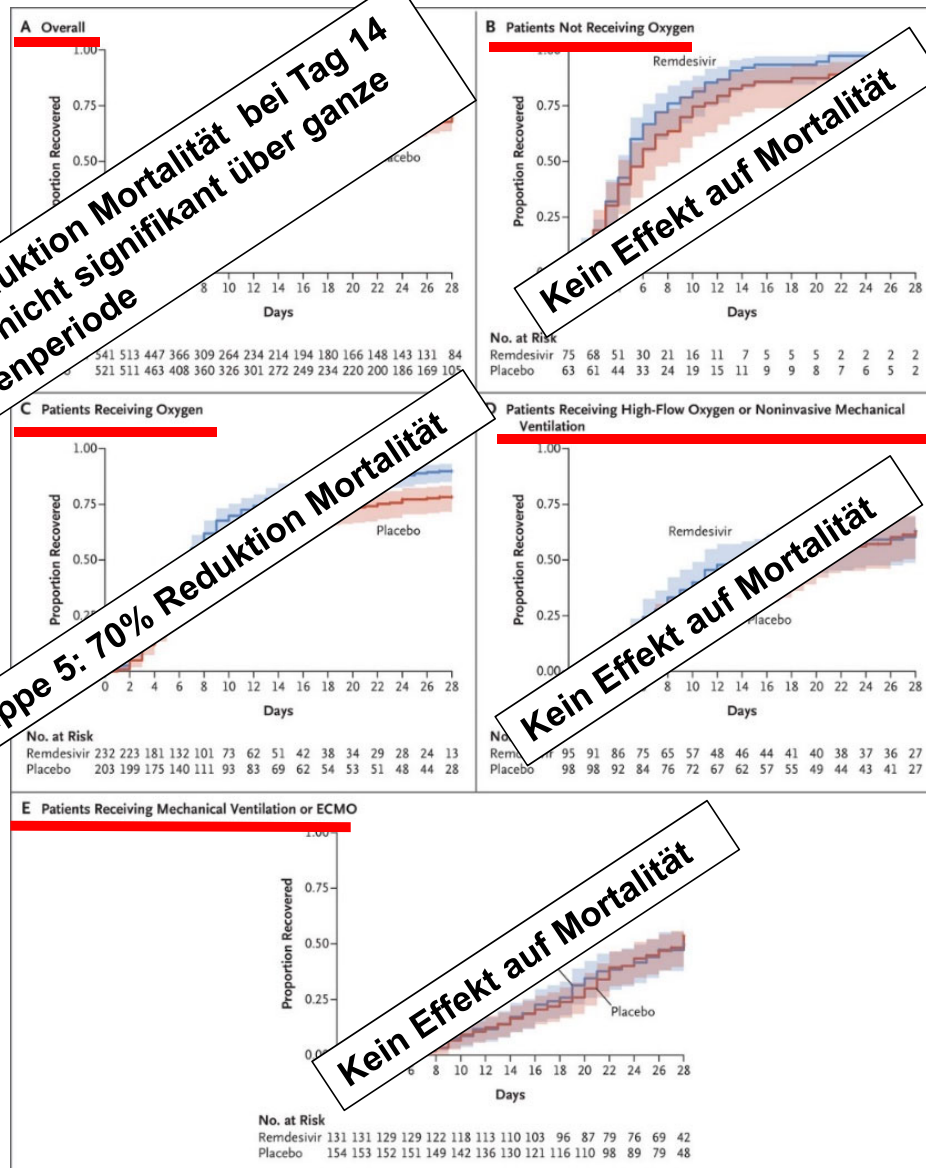 A Overall
1.00
0.75
0.50
Proportion Recovered
8 10 12 14 16 18 20 22 24 26 28
Days
541 513 447 366 309 264 234 214 194 180 166 148 143 131 84
521 511 463 408 360 326 301 272 249 234 220 200 186 169 105
Mortalität bei Tag 14
nicht signifikant über ganze
B Patients Not Receiving Oxygen
1.00
0.75
0.50
0.25
Proportion Recovered
Remdesivir
Kein Effekt auf Mortalität
6 8 10 12 14 16 18 20 22 24 26 28
Days
No. at Risk
Remdesivir 75 68 51 30 21 16 11 7 5 5 5 2 2 2 2
Placebo 63 61 44 33 24 19 15 11 9 9 8 7 6 5 2
C Patients Receiving Oxygen
1.00
0.75
0.50
Proportion Recovered
Placebo
5: 70% Reduktion Mortalität
0 2 4 6 8 10 12 14 16 18 20 22 24 26 28
Days
No. at Risk
Remdesivir 232 223 181 132 101 73 62 51 42 38 34 29 28 24 13
Placebo 203 199 175 140 111 93 83 69 62 54 53 51 48 44 28
Patients Receiving High-Flow Oxygen or Noninvasive Mechanical
Ventilation
1.00
0.75
0.50
0.25
0.00
Proportion Recovered
Remdesivir
Placebo
Kein Effekt auf Mortalität
8 10 12 14 16 18 20 22 24 26 28
Days
95 91 86 75 65 57 48 46 44 41 40 38 37 36 27
Placebo 98 98 92 84 76 72 67 62 57 55 49 44 43 41 27
E Patients Receiving Mechanical Ventilation or ECMO
1.00
0.75
0.50
0.25
Proportion Recovered
Placebo
Kein Effekt auf Mortalität
6 8 10 12 14 16 18 20 22 24 26 28
Days
No. at Risk
Remdesivir 131 131 129 129 122 118 113 110 103 96 87 79 76 69 42
Placebo 154 153 152 151 149 142 136 130 121 116 110 98 89 79 48